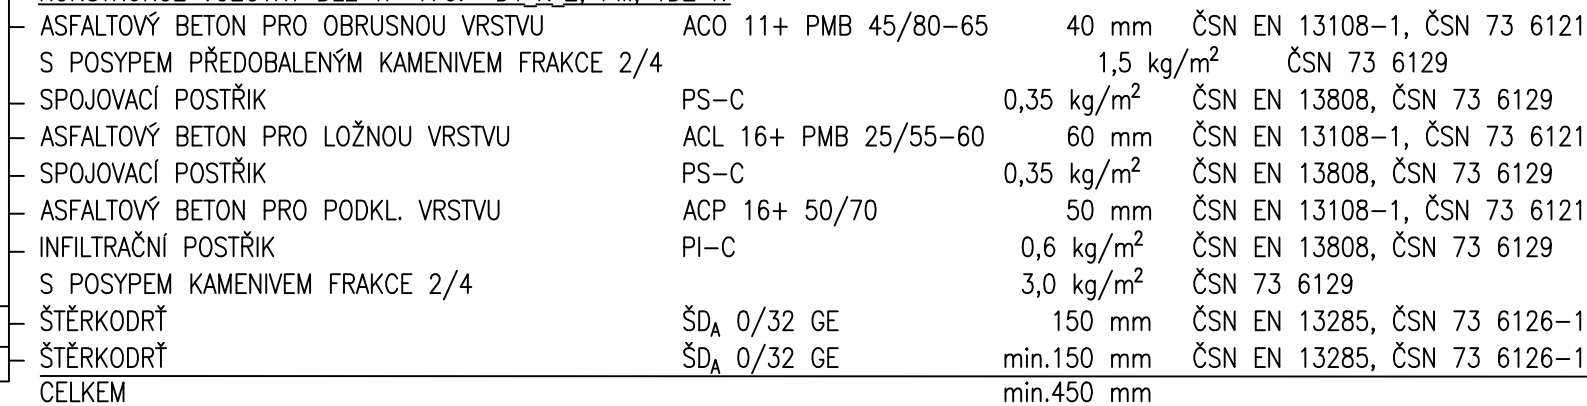 ASFALTOVÝ BETON PRO OBRUSNOU VRSTVU ACO 11+ PMB 45/80-65 40 mm ČSN EN 13108-1, ČSN 73 6121
S POSYPEM PŘEDOBALENÝM KAMENIVEM FRAKCE 2/4 1,5 kg/m² ČSN 73 6129
SPOJOVACÍ POSTŘIK PS-C 0,35 kg/m² ČSN EN 13808, ČSN 73 6129
ASFALTOVÝ BETON PRO LOŽNOU VRSTVU ACL 16+ PMB 25/55-60 60 mm ČSN EN 13108-1, ČSN 73 6121
SPOJOVACÍ POSTŘIK PS-C 0,35 kg/m² ČSN EN 13808, ČSN 73 6129
ASFALTOVÝ BETON PRO PODKL. VRSTVU ACP 16+ 50/70 50 mm ČSN EN 13108-1, ČSN 73 6121
INFILTRAČNÍ POSTŘIK PI-C 0,6 kg/m² ČSN EN 13808, ČSN 73 6129
S POSYPEM KAMENIVEM FRAKCE 2/4 3,0 kg/m² ČSN 73 6129
ŠTĚRKODRŤ ŠDA 0/32 GE 150 mm ČSN EN 13285, ČSN 73 6126-1
ŠTĚRKODRŤ ŠDA 0/32 GE min.150 mm ČSN EN 13285, ČSN 73 6126-1
CELKEM min.450 mm